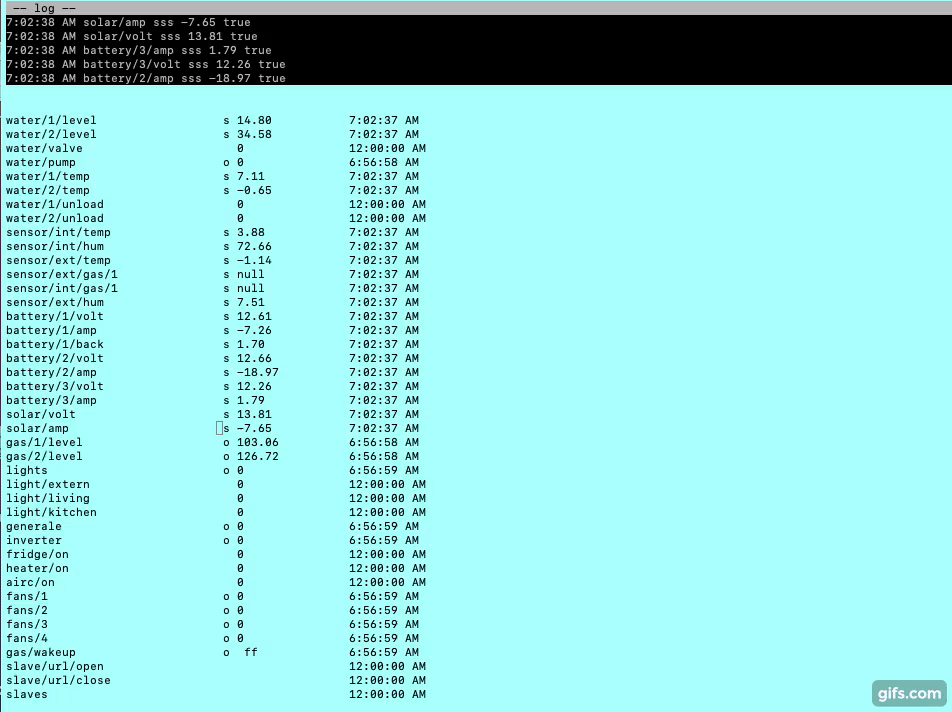 -- log --
7:02:38 AM solar/amp sss -7.65 true
7:02:38 AM solar/volt sss 13.81 true
7:02:38 AM battery/3/amp sss 1.79 true
7:02:38 AM battery/3/volt sss 12.26 true
7:02:38 AM battery/2/amp sss -18.97 true
water/1/level s 14.80 7:02:37 AM
water/2/level s 34.58 7:02:37 AM
water/valve 0 12:00:00 AM
water/pump o 0 6:56:58 AM
water/1/temp s 7.11 7:02:37 AM
water/2/temp s -0.65 7:02:37 AM
water/1/unload 0 12:00:00 AM
water/2/unload 0 12:00:00 AM
sensor/int/temp s 3.88 7:02:37 AM
sensor/int/hum s 72.66 7:02:37 AM
sensor/ext/temp s -1.14 7:02:37 AM
sensor/ext/gas/1 s null 7:02:37 AM
sensor/int/gas/1 s null 7:02:37 AM
sensor/ext/hum s 7.51 7:02:37 AM
battery/1/volt s 12.61 7:02:37 AM
battery/1/amp s -7.26 7:02:37 AM
battery/1/back s 1.70 7:02:37 AM
battery/2/volt s 12.66 7:02:37 AM
battery/2/amp s -18.97 7:02:37 AM
battery/3/volt s 12.26 7:02:37 AM
battery/3/amp s 1.79 7:02:37 AM
solar/volt s 13.81 7:02:37 AM
solar/amp s -7.65 7:02:37 AM
gas/1/level o 103.06 6:56:58 AM
gas/2/level o 126.72 6:56:58 AM
lights o 0 6:56:59 AM
light/extern 0 12:00:00 AM
light/living 0 12:00:00 AM
light/kitchen 0 12:00:00 AM
generale o 0 6:56:59 AM
inverter o 0 6:56:59 AM
fridge/on 0 12:00:00 AM
heater/on 0 12:00:00 AM
airc/on 0 12:00:00 AM
fans/1 o 0 6:56:59 AM
fans/2 o 0 6:56:59 AM
fans/3 o 0 6:56:59 AM
fans/4 o 0 6:56:59 AM
gas/wakeup o ff 6:56:59 AM
slave/url/open 12:00:00 AM
slave/url/close 12:00:00 AM
slaves 12:00:00 AM
gifs.com